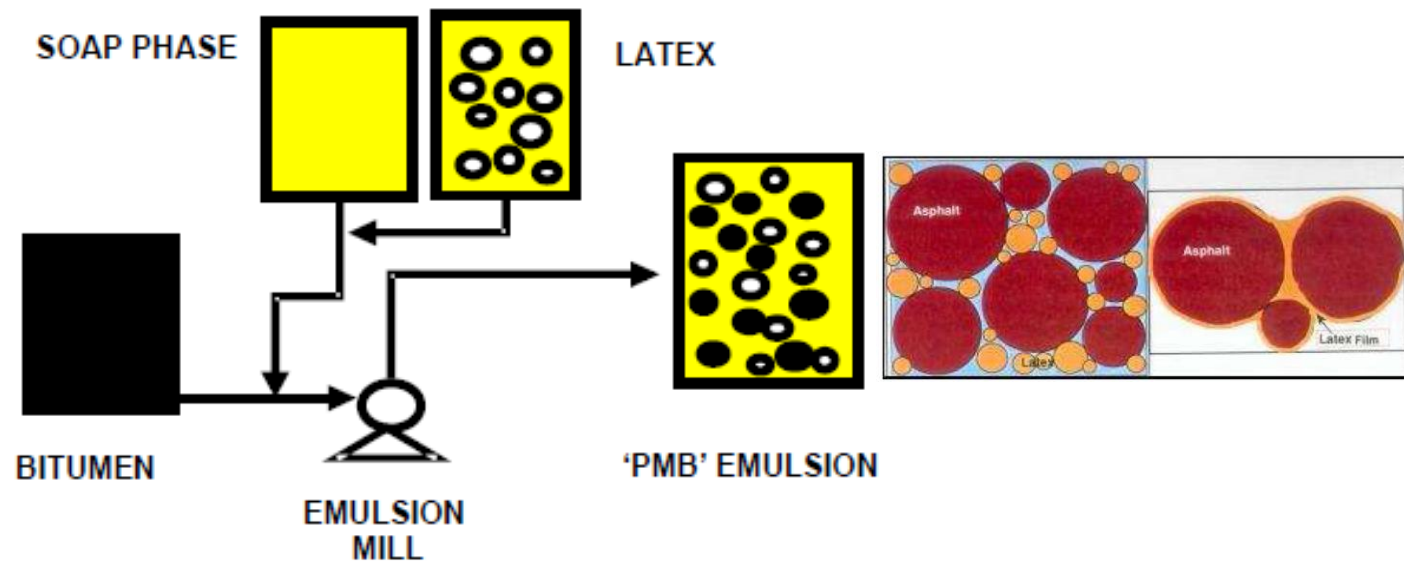 SOAP PHASE
LATEX
BITUMEN
EMULSION
MILL
‘PMB’ EMULSION
Asphalt
Latex
Asphalt
Latex Film